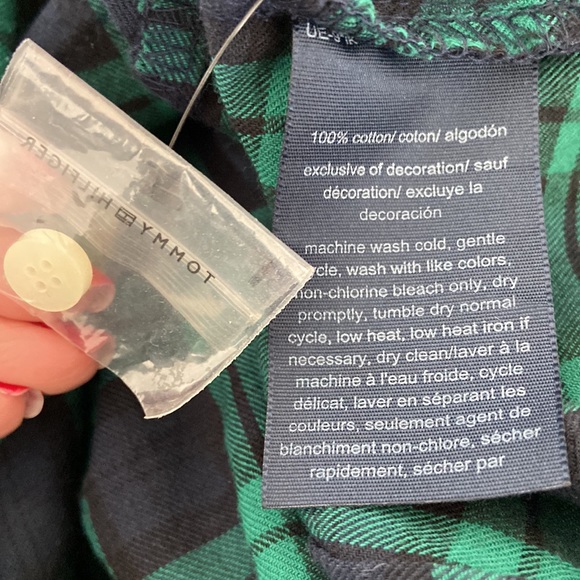 100% cotton/ coton/ algodón
exclusive of decoration/ sauf
décoration/ excluye la
decoración
machine wash cold, gentle
cycle, wash with like colors,
non-chlorine bleach only, dry
promptly, tumble dry normal
cycle, low heat, low heat iron if
necessary, dry clean/laver à la
machine à l'eau froide, cycle
délicat, laver en séparant les
couleurs, seulement agent de
blanchiment non-chlore, sécher
rapidement, sécher par
TOMMY HILFIGER